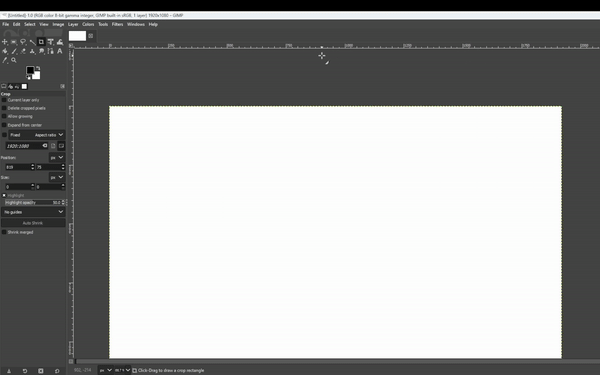 *[Untitled]-1.0 (RGB color 8-bit gamma integer, GIMP built-in sRGB, 1 layer) 1920x1080 – GIMP
File Edit Select View Image Layer Colors Tools Filters Windows Help
Crop
Current layer only
Delete cropped pixels
Allow growing
Expand from center
Fixed Aspect ratio
1920:1080
Position: px
Size: px
0 0
Highlight
Highlight opacity 50.0
No guides
Auto Shrink
Shrink merged
px Click-Drag to draw a crop rectangle